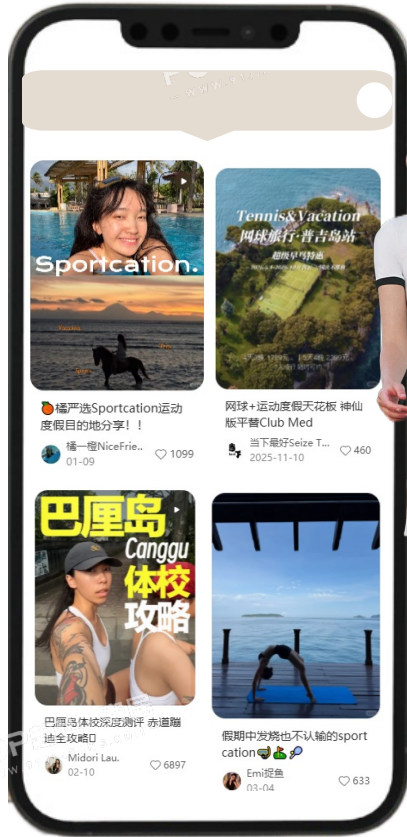 Sportcation.
🍊橘严选Sportcation运动
度假目的地分享！！
橘一橙NiceFrie..
01-09
1099
Tennis&Vacation
网球旅行·普吉岛站
超级早鸟特惠
网球+运动度假天花板 神仙
版平替Club Med
当下最好Seize T...
2025-11-10
460
巴厘岛
Canggu
体校
攻略
巴厘岛体校深度测评 赤道蹦
迪全攻略
Midori Lau.
02-10
6897
假期中发烧也不认输的sport
cation🤿⛳🎾
Emi捉鱼
03-04
633